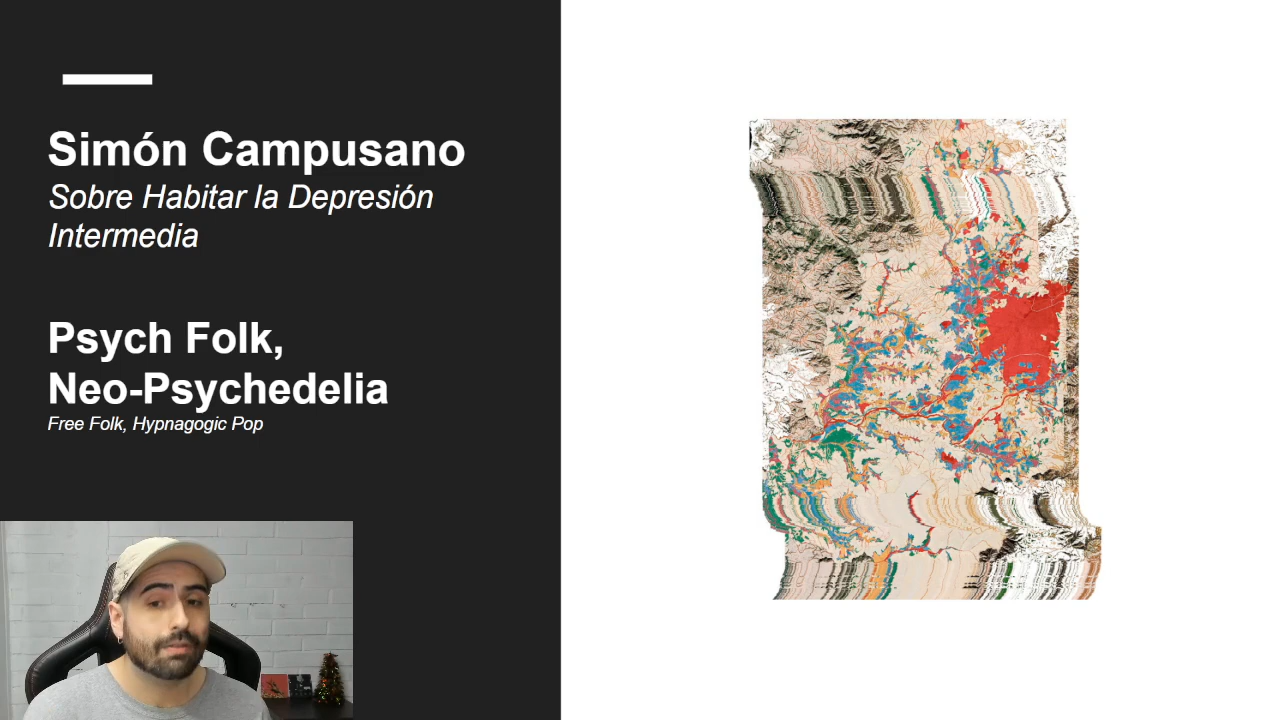 Simón Campusano
Sobre Habitar la Depresión
Intermedia
Psych Folk,
Neo-Psychedelia
Free Folk, Hypnagogic Pop